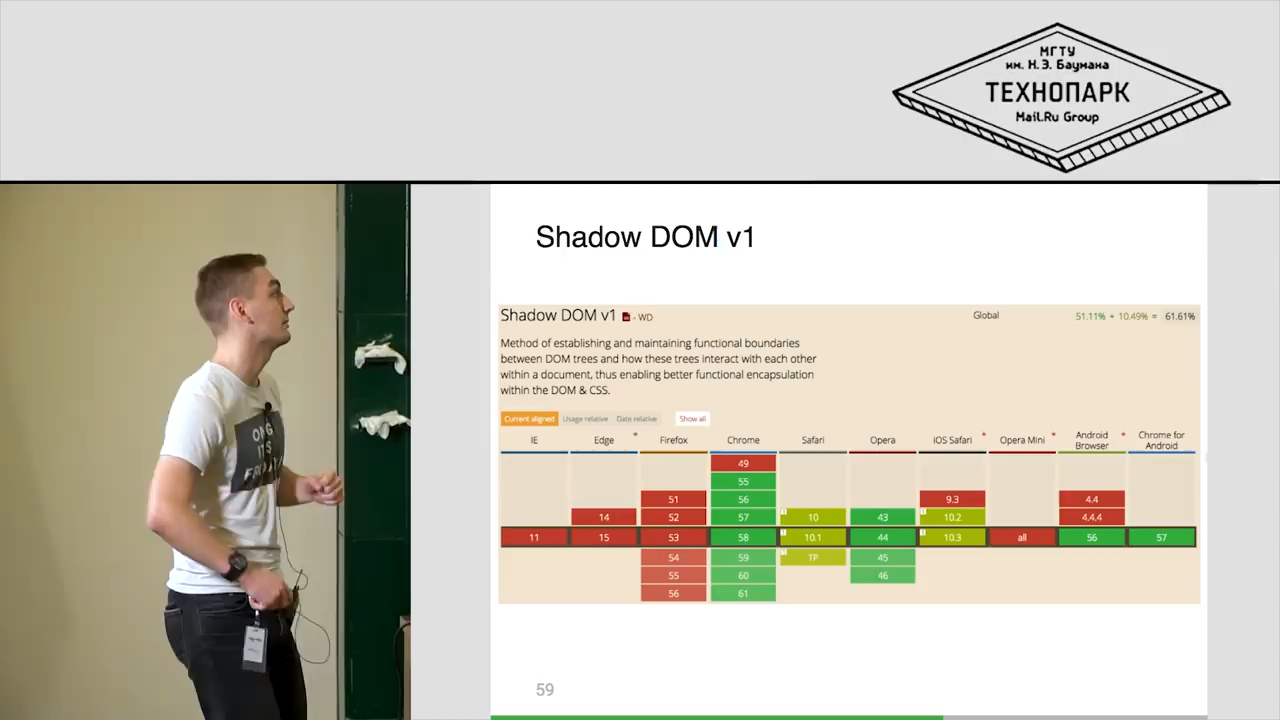 МГТУ
им. Н.Э. Баумана
ТЕХНОПАРК
Mail.Ru Group
Shadow DOM v1
Shadow DOM v1 - WD
Global
51.11% + 10.49% = 61.61%
Method of establishing and maintaining functional boundaries
between DOM trees and how these trees interact with each other
within a document, thus enabling better functional encapsulation
within the DOM & CSS.
Current aligned Usage relative Date relative Show all
IE Edge * Firefox Chrome Safari Opera iOS Safari * Opera Mini * Android Browser * Chrome for Android
49
55
51 56 9.3 4.4
14 52 57 10 43 10.2 4.4.4
11 15 53 58 10.1 44 10.3 all 56 57
54 59 TP 45
55 60 46
56 61
59